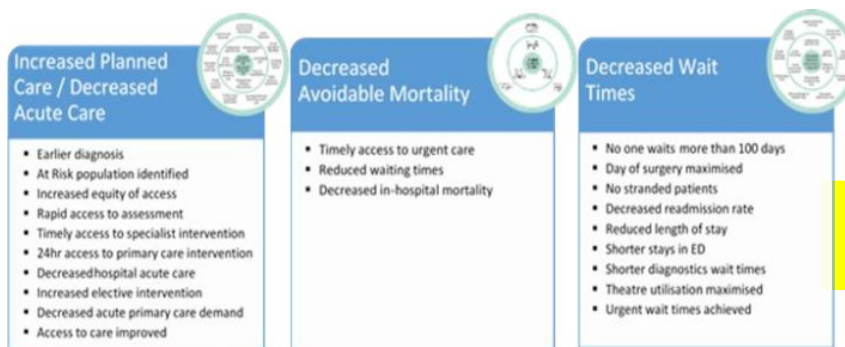 Increased Planned
Care / Decreased
Acute Care
Earlier diagnosis
At Risk population identified
Increased equity of access
Rapid access to assessment
Timely access to specialist intervention
24hr access to primary care intervention
Decreasedhospital acute care
Increased elective intervention
Decreased acute primary care demand
Access to care improved
Decreased
Avoidable Mortality
Timely access to urgent care
Reduced waiting times
Decreased in-hospital mortality
Decreased Wait
Times
No one waits more than 100 days
Day of surgery maximised
No stranded patients
Decreased readmission rate
Reduced length of stay
Shorter stays in ED
Shorter diagnostics wait times
Theatre utilisation maximised
Urgent wait times achieved